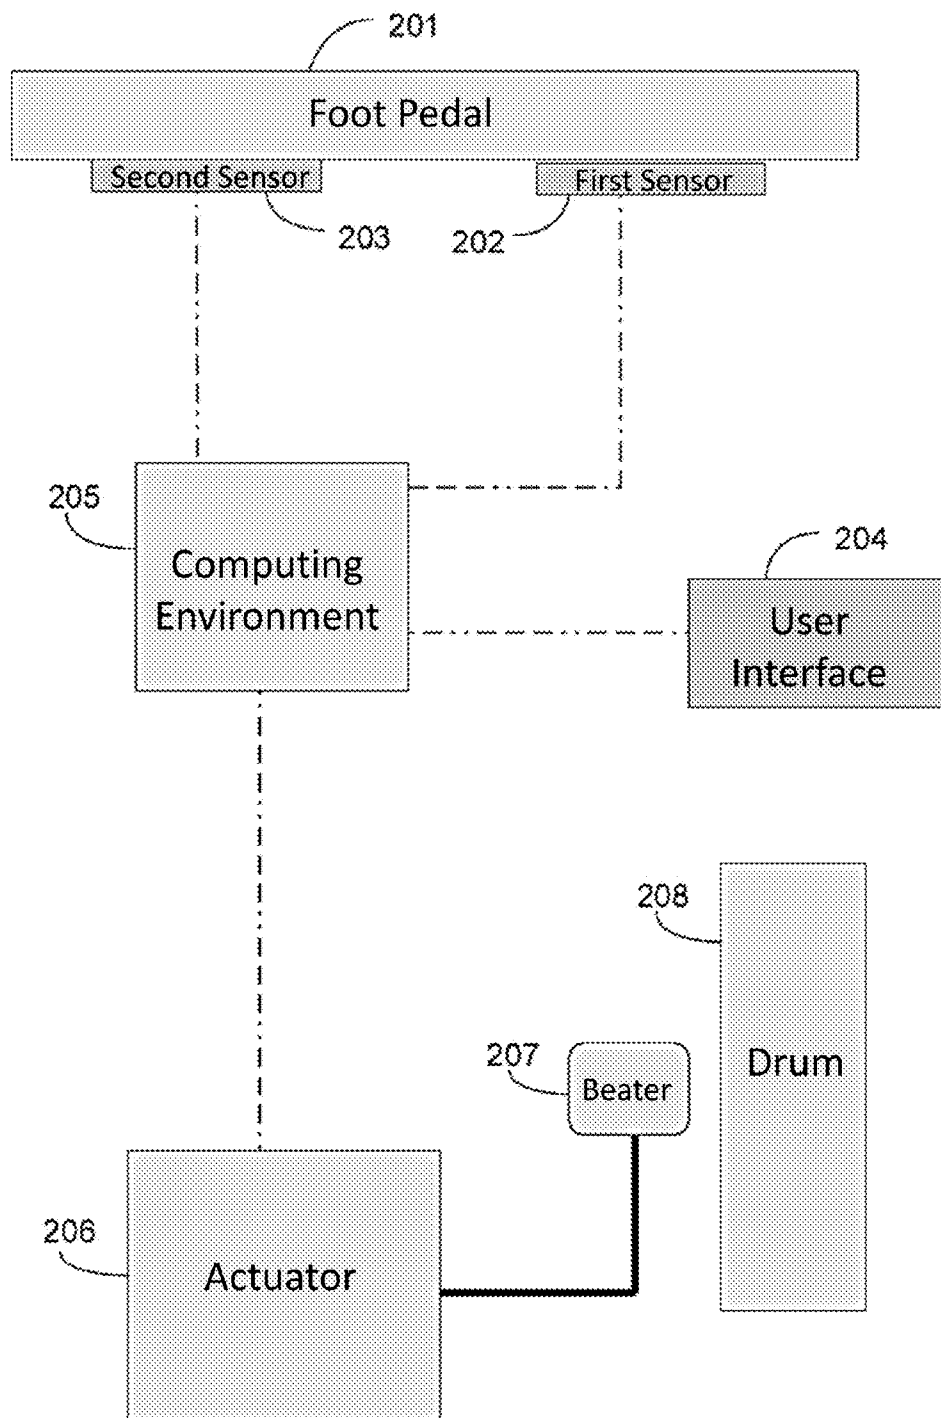 201
Foot Pedal
Second Sensor
First Sensor
203
202
205
Computing
Environment
204
User
Interface
208
207
Beater
Drum
206
Actuator